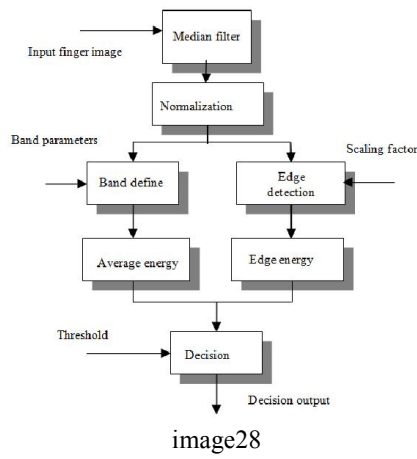 Median filter
Input finger image
Normalization
Band parameters
Scaling factor
Band define
Edge
detection
Average energy
Edge energy
Threshold
Decision
Decision output
image28